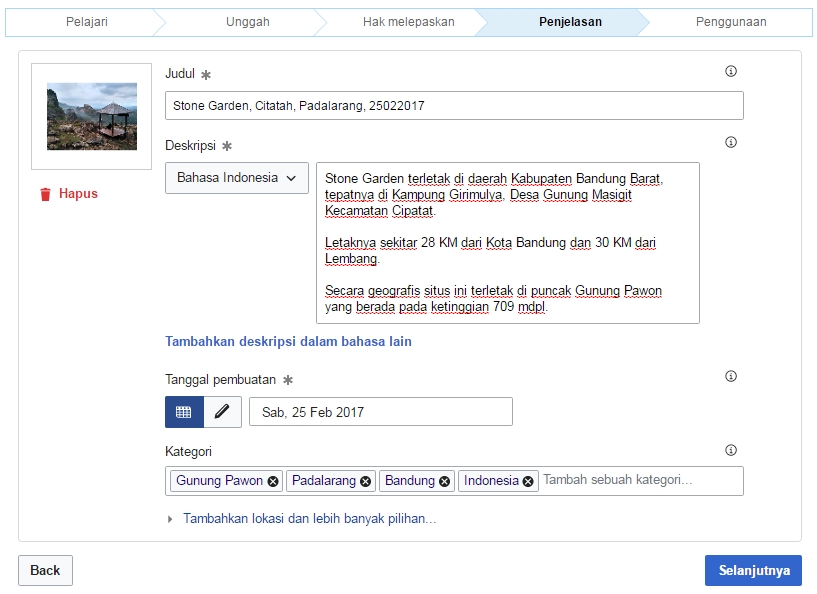 Pelajari
Unggah
Hak melepaskan
Penjelasan
Penggunaan
Judul *
Stone Garden, Citatah, Padalarang, 25022017
Hapus
Deskripsi *
Bahasa Indonesia
Stone Garden terletak di daerah Kabupaten Bandung Barat,
tepatnya di Kampung Girimulya, Desa Gunung Masigit
Kecamatan Cipatat.
Letaknya sekitar 28 KM dari Kota Bandung dan 30 KM dari
Lembang.
Secara geografis situs ini terletak di puncak Gunung Pawon
yang berada pada ketinggian 709 mdpl.
Tambahkan deskripsi dalam bahasa lain
Tanggal pembuatan *
Sab, 25 Feb 2017
Kategori
Gunung Pawon Padalarang Bandung Indonesia Tambah sebuah kategori...
Tambahkan lokasi dan lebih banyak pilihan...
Back
Selanjutnya